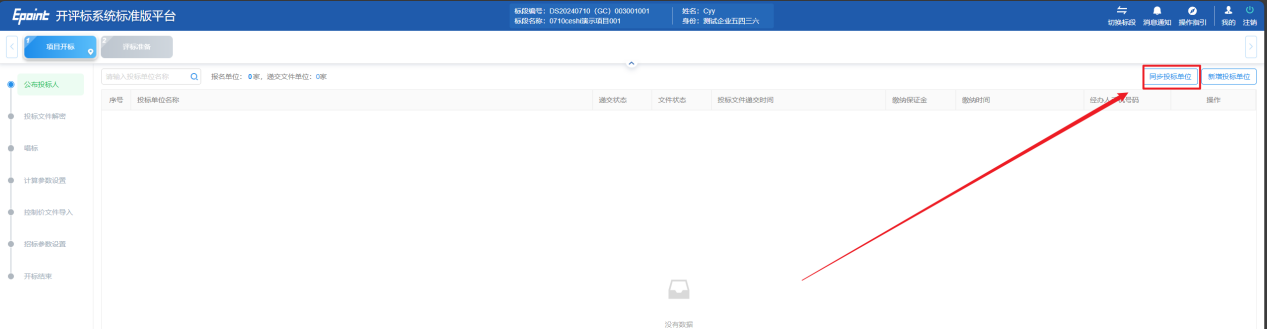 Epoint 开评标系统标准版平台
标段编号：DS20240710（GC）003001001
标段名称：0710ceshi演示项目001
姓名：Cyy
身份：测试企业五四三六
切换标段 消息通知 操作指引 我的 注销
1 项目开标
2 评标准备
公布投标人
投标文件解密
唱标
计算参数设置
控制价文件导入
招标参数设置
开标结束
请输入投标单位名称
报名单位：0家，递交文件单位：0家
同步投标单位 新增投标单位
序号 投标单位名称 递交状态 文件状态 投标文件递交时间 缴纳保证金 缴纳时间 经办人 号码 操作
没有数据